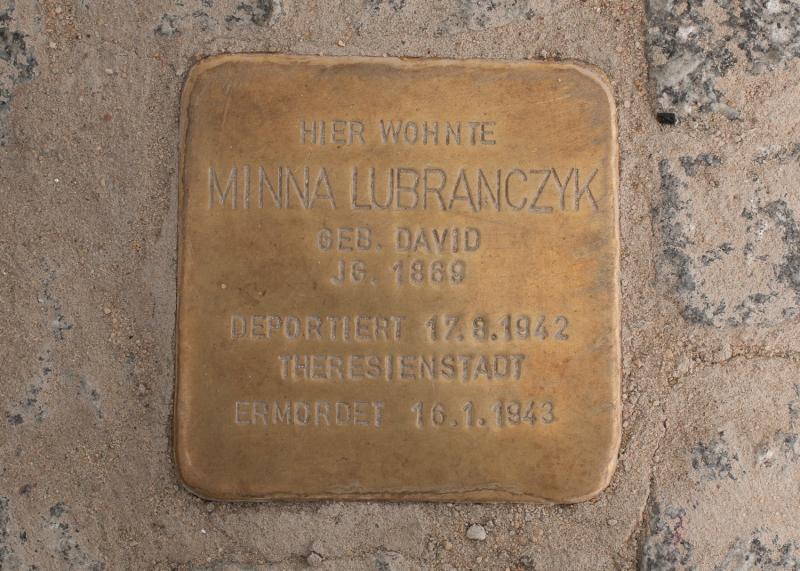 HIER WOHNTE
MINNA LUBRANCZYK
GEB. DAVID
JG. 1869
DEPORTIERT 17.8.1942
THERESIENSTADT
ERMORDET 16.1.1943